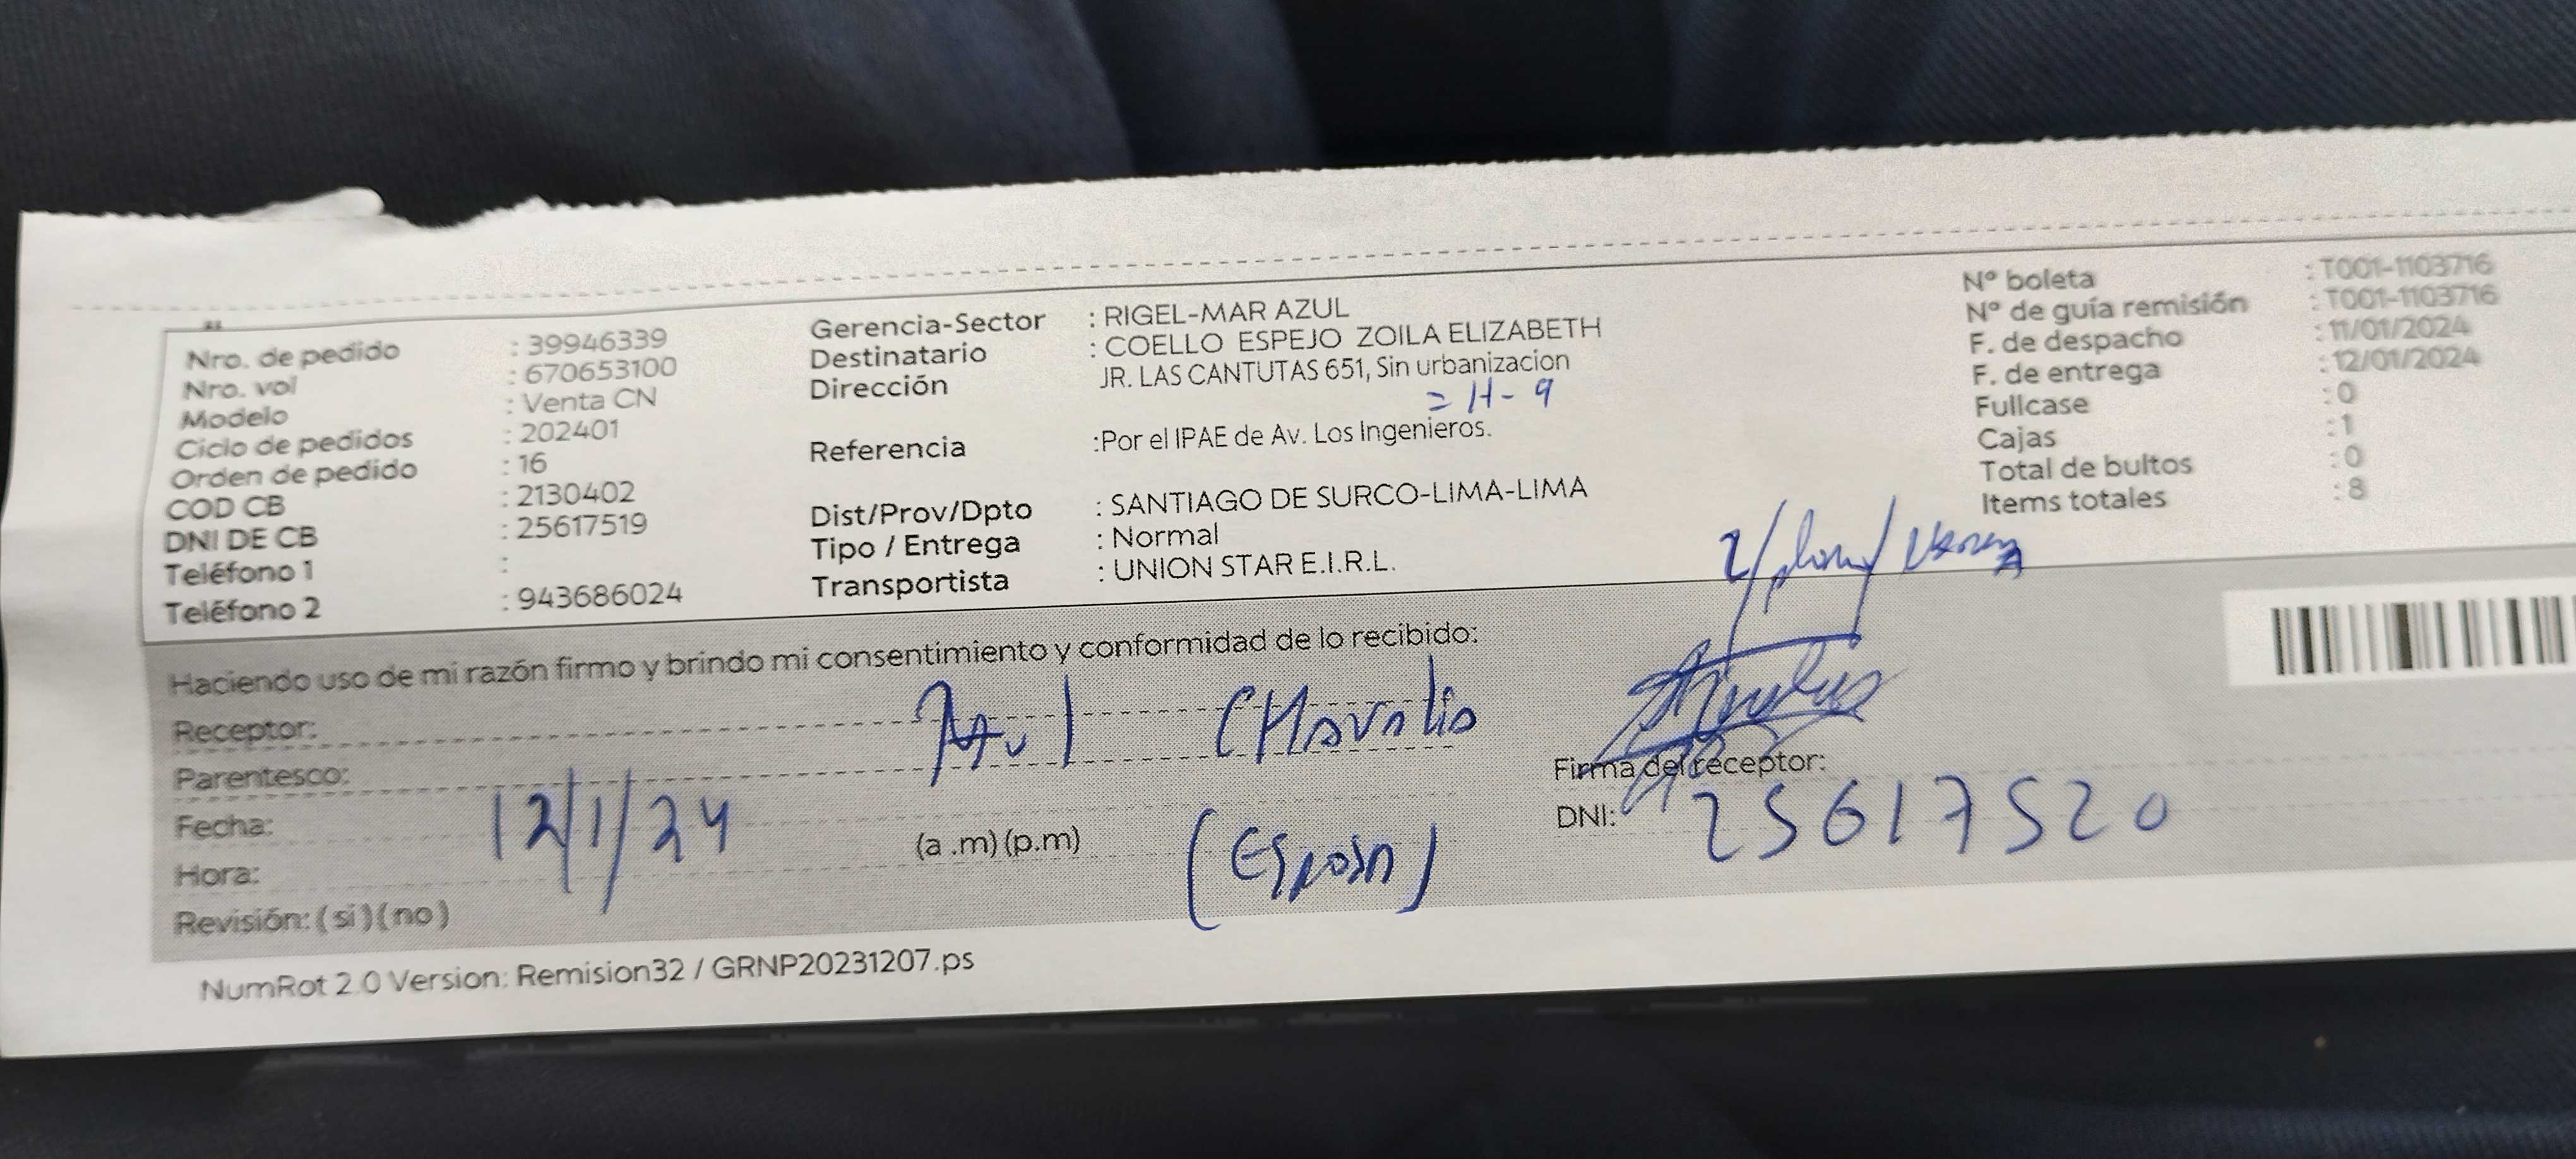 Nro. de pedido : 39946339
Nro. vol : 670653100
Modelo : Venta CN
Ciclo de pedidos : 202401
Orden de pedido : 16
COD CB : 2130402
DNI DE CB : 25617519
Teléfono 1 :
Teléfono 2 : 943686024
Gerencia-Sector : RIGEL-MAR AZUL
Destinatario : COELLO ESPEJO ZOILA ELIZABETH
Dirección JR. LAS CANTUTAS 651, Sin urbanizacion
= H-9
Referencia :Por el IPAE de Av. Los Ingenieros.
Dist/Prov/Dpto : SANTIAGO DE SURCO-LIMA-LIMA
Tipo / Entrega : Normal
Transportista : UNION STAR E.I.R.L.
Nº boleta : T001-1103716
Nº de guía remisión : T001-1103716
F. de despacho : 11/01/2024
F. de entrega : 12/01/2024
Fullcase : 0
Cajas : 1
Total de bultos : 0
Items totales : 8
Haciendo uso de mi razón firmo y brindo mi consentimiento y conformidad de lo recibido:
Receptor:
Parentesco:
Fecha: 12/1/24
Hora: (a .m) (p.m)
Revisión: (si) (no)
Firma del receptor:
DNI: 25617520
NumRot 2.0 Version: Remision32 / GRNP20231207.ps